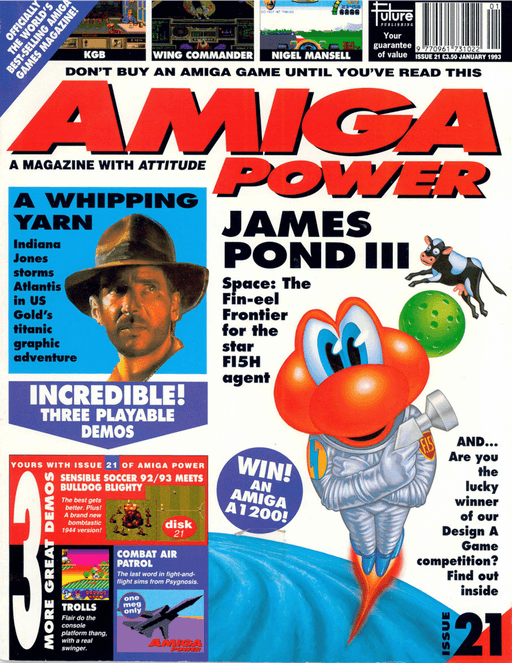 OFFICIALLY
THE WORLD'S
BEST-SELLING AMIGA
GAMES MAGAZINE!
KGB
WING COMMANDER
NIGEL MANSELL
Future
PUBLISHING
Your
guarantee
of value
01
9 770961 731022
ISSUE 21 £3.50 JANUARY 1993
DON'T BUY AN AMIGA GAME UNTIL YOU'VE READ THIS
AMIGA
POWER
A MAGAZINE WITH ATTITUDE
A WHIPPING
YARN
Indiana
Jones
storms
Atlantis
in US
Gold's
titanic
graphic
adventure
JAMES
POND III
Space: The
Fin-eel
Frontier
for the
star
FI5H
agent
INCREDIBLE!
THREE PLAYABLE
DEMOS
YOURS WITH ISSUE 21 OF AMIGA POWER
3
MORE GREAT DEMOS
SENSIBLE SOCCER 92/93 MEETS
BULLDOG BLIGHTY
The best gets
better. Plus!
A brand new
bomblastic
1944 version!
disk
21
COMBAT AIR
PATROL
The last word in fight-and-
flight sims from Psygnosis.
one
meg
only
TROLLS
Flair do the
console
platform thang,
with a real
swinger.
AMIGA
POWER
WIN!
AN
AMIGA
A1200!
FI5
AND...
Are you
the
lucky
winner
of our
Design A
Game
competition?
Find out
inside
ISSUE 21